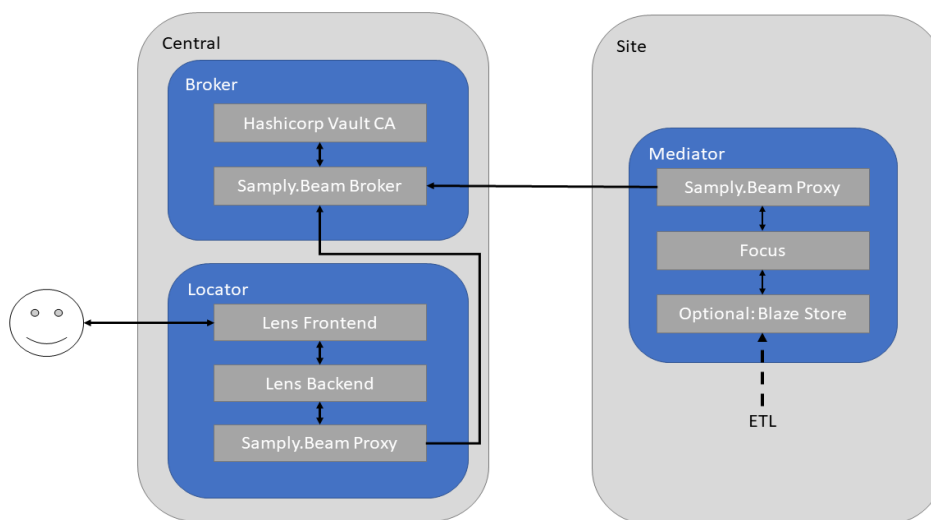 Central
Broker
Hashicorp Vault CA
Samply.Beam Broker
Locator
Lens Frontend
Lens Backend
Samply.Beam Proxy
Site
Mediator
Samply.Beam Proxy
Focus
Optional: Blaze Store
ETL